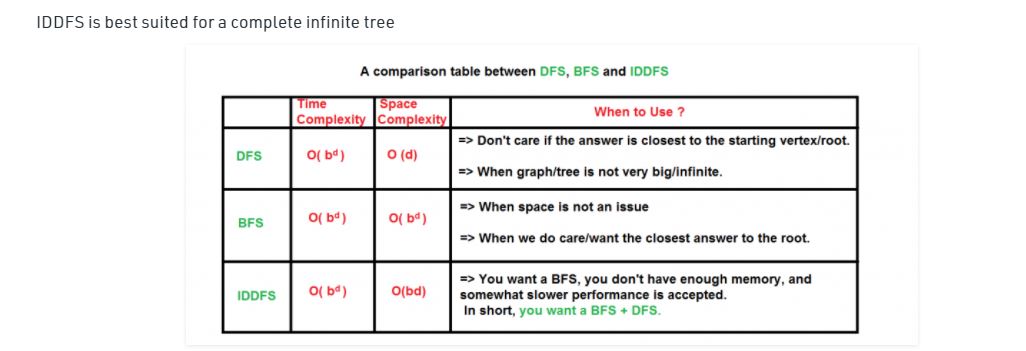 IDDFS is best suited for a complete infinite tree
A comparison table between DFS, BFS and IDDFS
Time Complexity Space Complexity When to Use ?
DFS O( bᵈ ) O (d) => Don't care if the answer is closest to the starting vertex/root.
=> When graph/tree is not very big/infinite.
BFS O( bᵈ ) O( bᵈ ) => When space is not an issue
=> When we do care/want the closest answer to the root.
IDDFS O( bᵈ ) O(bd) => You want a BFS, you don't have enough memory, and
somewhat slower performance is accepted.
In short, you want a BFS + DFS.